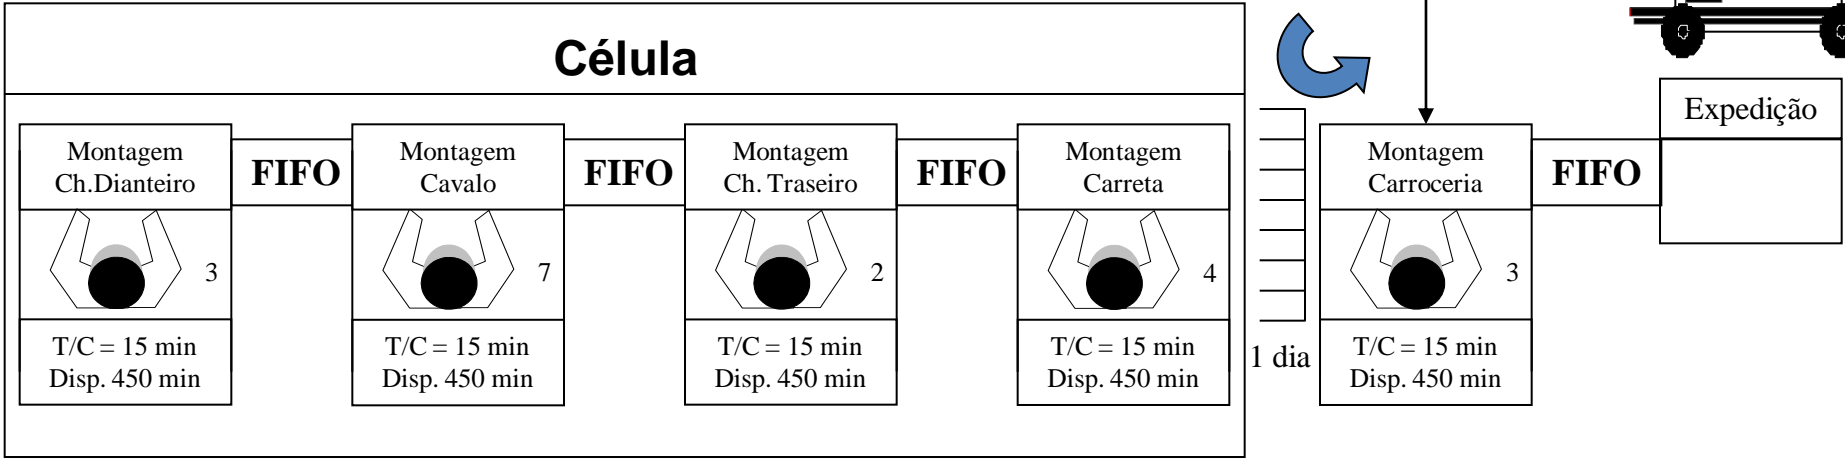 Célula
Montagem
Ch.Dianteiro
FIFO
Montagem
Cavalo
FIFO
Montagem
Ch. Traseiro
FIFO
Montagem
Carreta
Montagem
Carroceria
FIFO
Expedição
3
7
2
4
3
T/C = 15 min
Disp. 450 min
T/C = 15 min
Disp. 450 min
T/C = 15 min
Disp. 450 min
T/C = 15 min
Disp. 450 min
1 dia
T/C = 15 min
Disp. 450 min